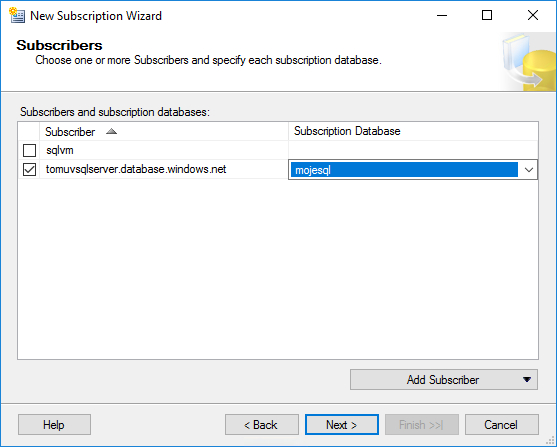 New Subscription Wizard
Subscribers
Choose one or more Subscribers and specify each subscription database.
Subscribers and subscription databases:
Subscriber Subscription Database
sqlvm
tomuvsqlserver.database.windows.net mojesql
Add Subscriber
Help < Back Next > Finish >>| Cancel